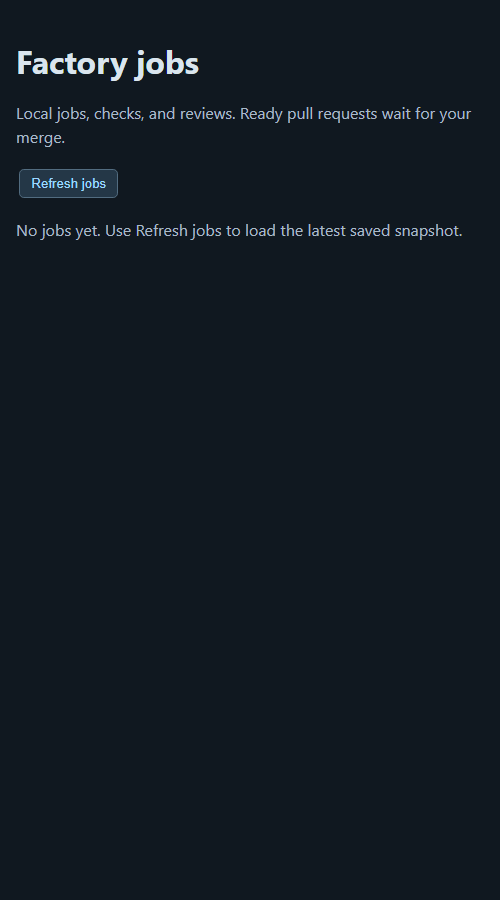 Factory jobs
Local jobs, checks, and reviews. Ready pull requests wait for your
merge.
Refresh jobs
No jobs yet. Use Refresh jobs to load the latest saved snapshot.